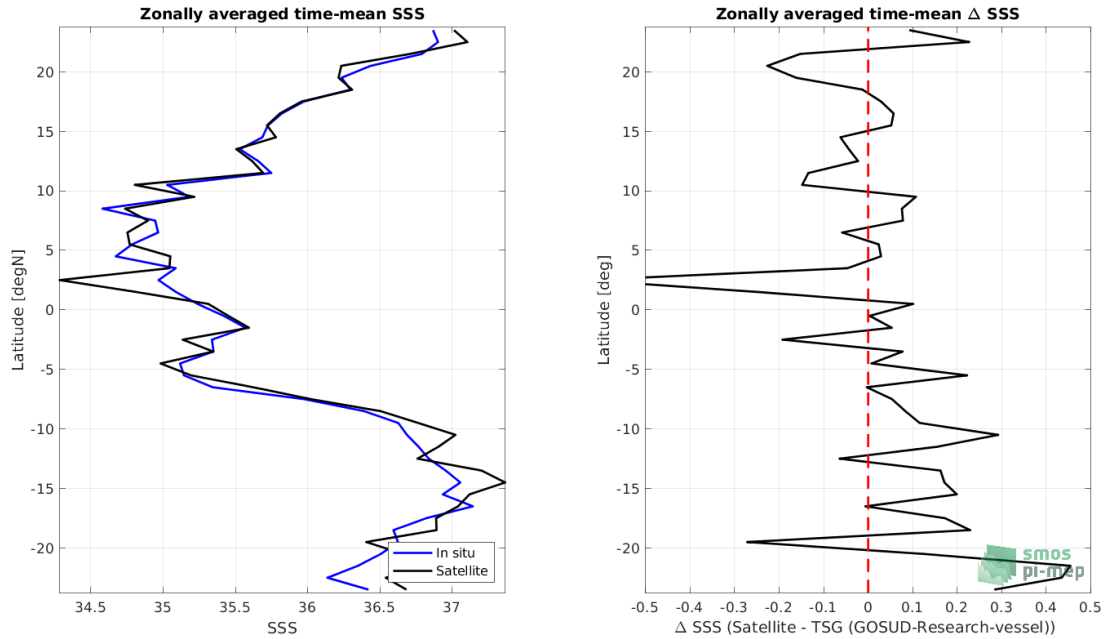 Zonally averaged time-mean SSS
20
15
10
5
0
-5
-10
-15
-20
Latitude [degN]
34.5 35 35.5 36 36.5 37
SSS
In situ
Satellite
Zonally averaged time-mean Δ SSS
20
15
10
5
0
-5
-10
-15
-20
Latitude [deg]
-0.5 -0.4 -0.3 -0.2 -0.1 0 0.1 0.2 0.3 0.4 0.5
Δ SSS (Satellite - TSG (GOSUD-Research-vessel))
smos
pi-mep